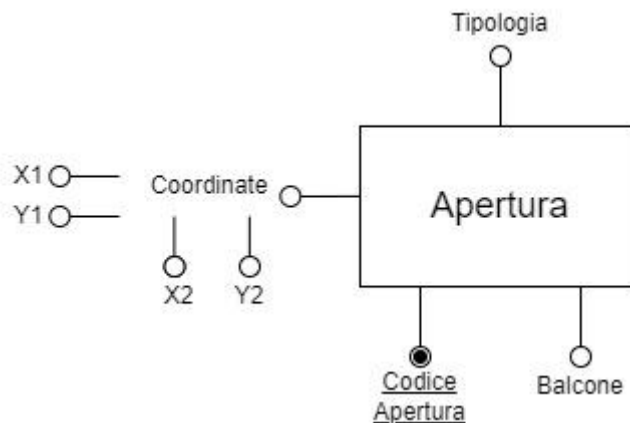 Tipologia
X1
Coordinate
Apertura
Y1
X2
Y2
Codice
Apertura
Balcone